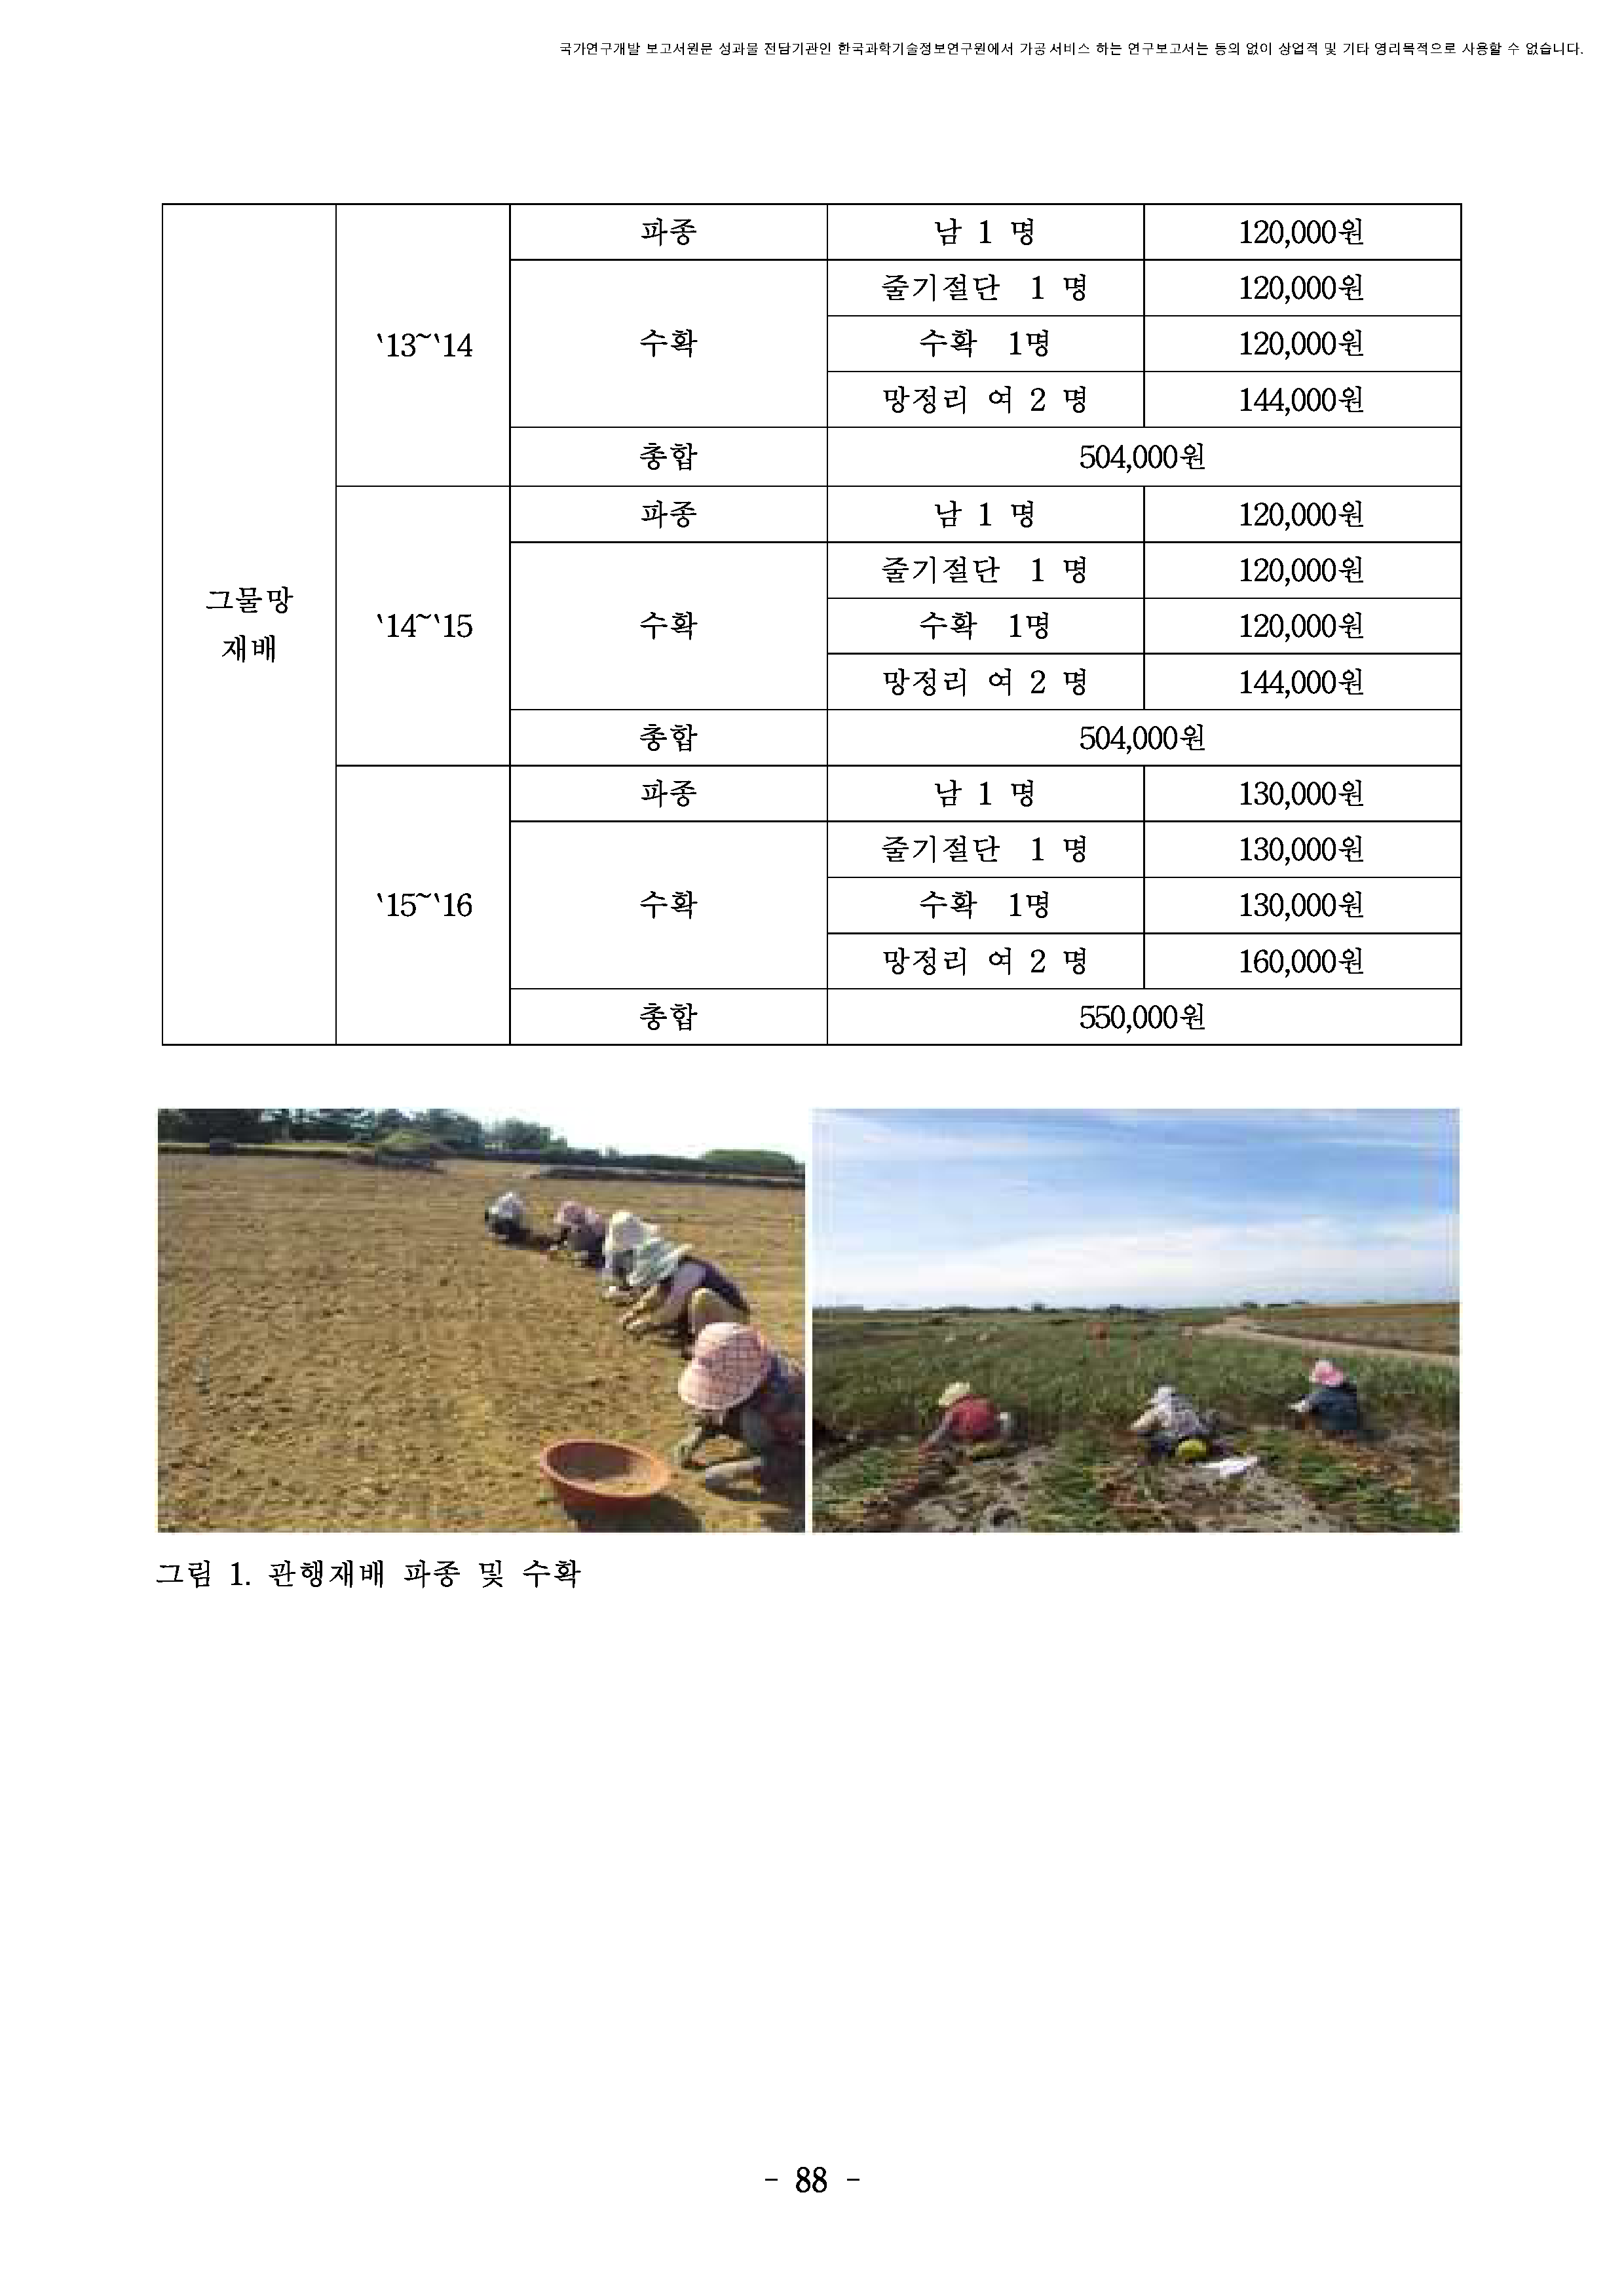 국가연구개발 보고서원문 성과물 전담기관인 한국과학기술정보연구원에서 가공·서비스 하는 연구보고서는 동의 없이 상업적 및 기타 영리목적으로 사용할 수 없습니다.
파종 남 1 명 120,000원
줄기절단 1 명 120,000원
‘13~‘14 수확 수확 1명 120,000원
망정리 여 2 명 144,000원
총합 504,000원
파종 남 1 명 120,000원
줄기절단 1 명 120,000원
그물망
재배
‘14~‘15 수확 수확 1명 120,000원
망정리 여 2 명 144,000원
총합 504,000원
파종 남 1 명 130,000원
줄기절단 1 명 130,000원
‘15~‘16 수확 수확 1명 130,000원
망정리 여 2 명 160,000원
총합 550,000원
그림 1. 관행재배 파종 및 수확
- 88 -